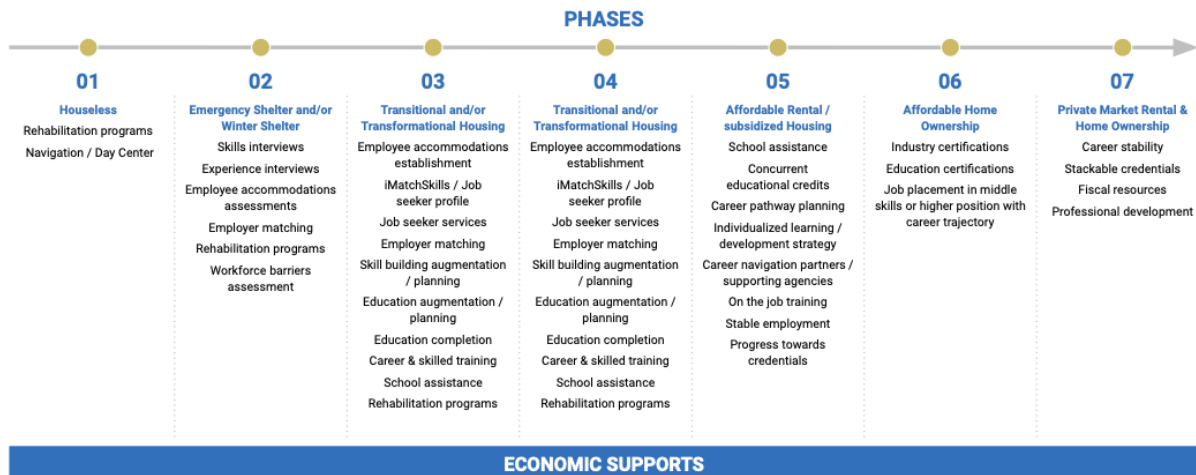 PHASES
01
Houseless
Rehabilitation programs
Navigation / Day Center
02
Emergency Shelter and/or
Winter Shelter
Skills interviews
Experience interviews
Employee accommodations
assessments
Employer matching
Rehabilitation programs
Workforce barriers
assessment
03
Transitional and/or
Transformational Housing
Employee accommodations
establishment
iMatchSkills / Job
seeker profile
Job seeker services
Employer matching
Skill building augmentation
/ planning
Education augmentation /
planning
Education completion
Career & skilled training
School assistance
Rehabilitation programs
04
Transitional and/or
Transformational Housing
Employee accommodations
establishment
iMatchSkills / Job
seeker profile
Job seeker services
Employer matching
Skill building augmentation
/ planning
Education augmentation /
planning
Education completion
Career & skilled training
School assistance
Rehabilitation programs
05
Affordable Rental /
subsidized Housing
School assistance
Concurrent
educational credits
Career pathway planning
Individualized learning /
development strategy
Career navigation partners /
supporting agencies
On the job training
Stable employment
Progress towards
credentials
06
Affordable Home
Ownership
Industry certifications
Education certifications
Job placement in middle
skills or higher position with
career trajectory
07
Private Market Rental &
Home Ownership
Career stability
Stackable credentials
Fiscal resources
Professional development
ECONOMIC SUPPORTS